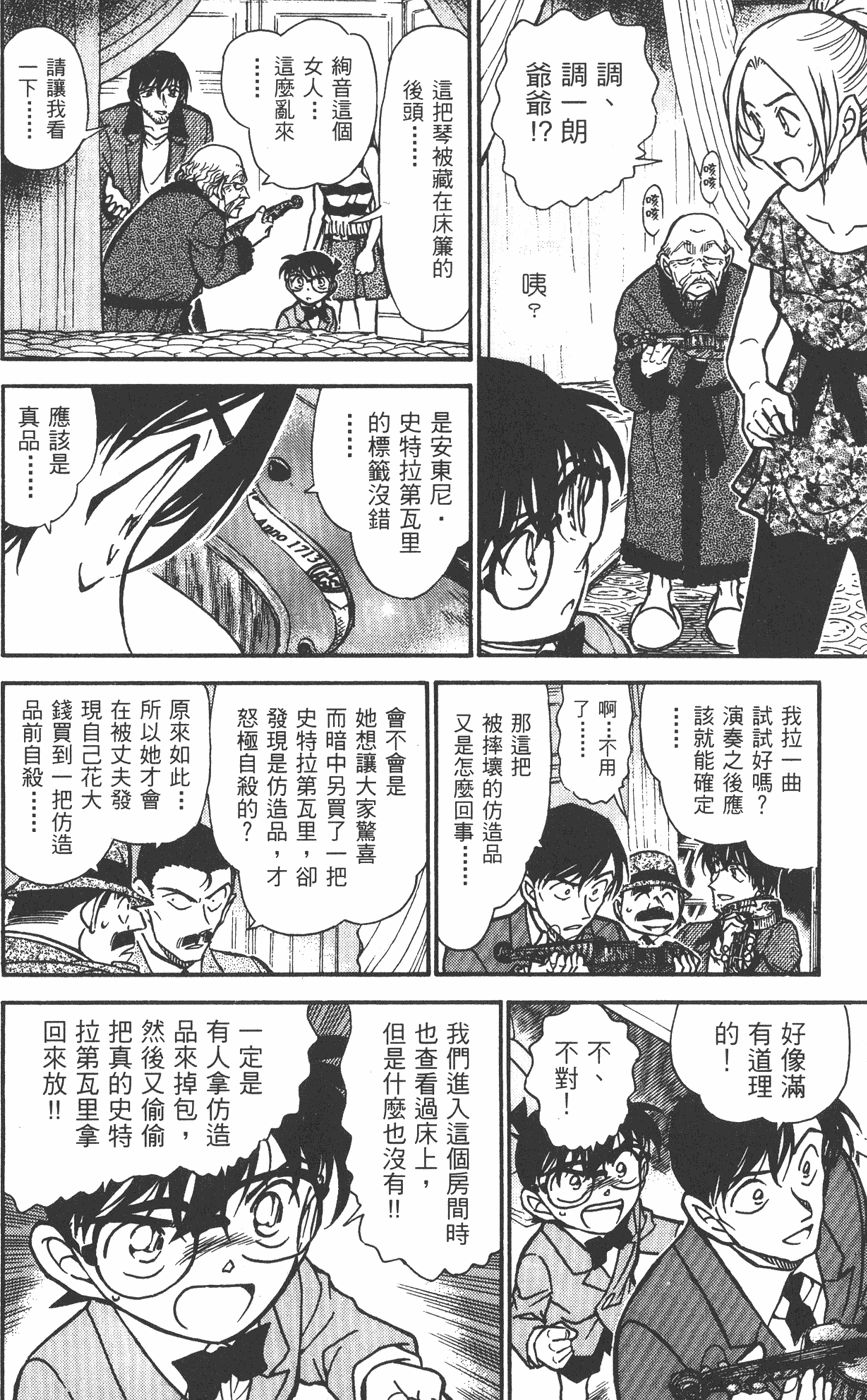 調、
調一朗
爺爺!?
咳
咳
咳
咳
咦?
這把琴被藏在床簾的
後頭……
絢音這個
女人…
這麼亂來
……
請讓我看
一下……
是安東尼‧
史特拉第瓦里
的標籤沒錯
……
Anno 1713
應該是
真品……
我拉一曲
試試好嗎?
演奏之後應
該就能確定
……
啊…不用
了……
那這把
被摔壞的仿造品
又是怎麼回事……
會不會是
她想讓大家驚喜
而暗中另買了一把
史特拉第瓦里,卻
發現是仿造品,才
怒極自殺的?
原來如此…
所以她才會
在被丈夫發
現自己花大
錢買到一把仿造
品前自殺……
好像滿
有道理
的!
不、
不對!
我們進入這個房間時
也查看過床上,
但是什麼也沒有!!
一定是
有人拿仿造
品來掉包,
然後又偷偷
把真的史特
拉第瓦里拿
回來放!!